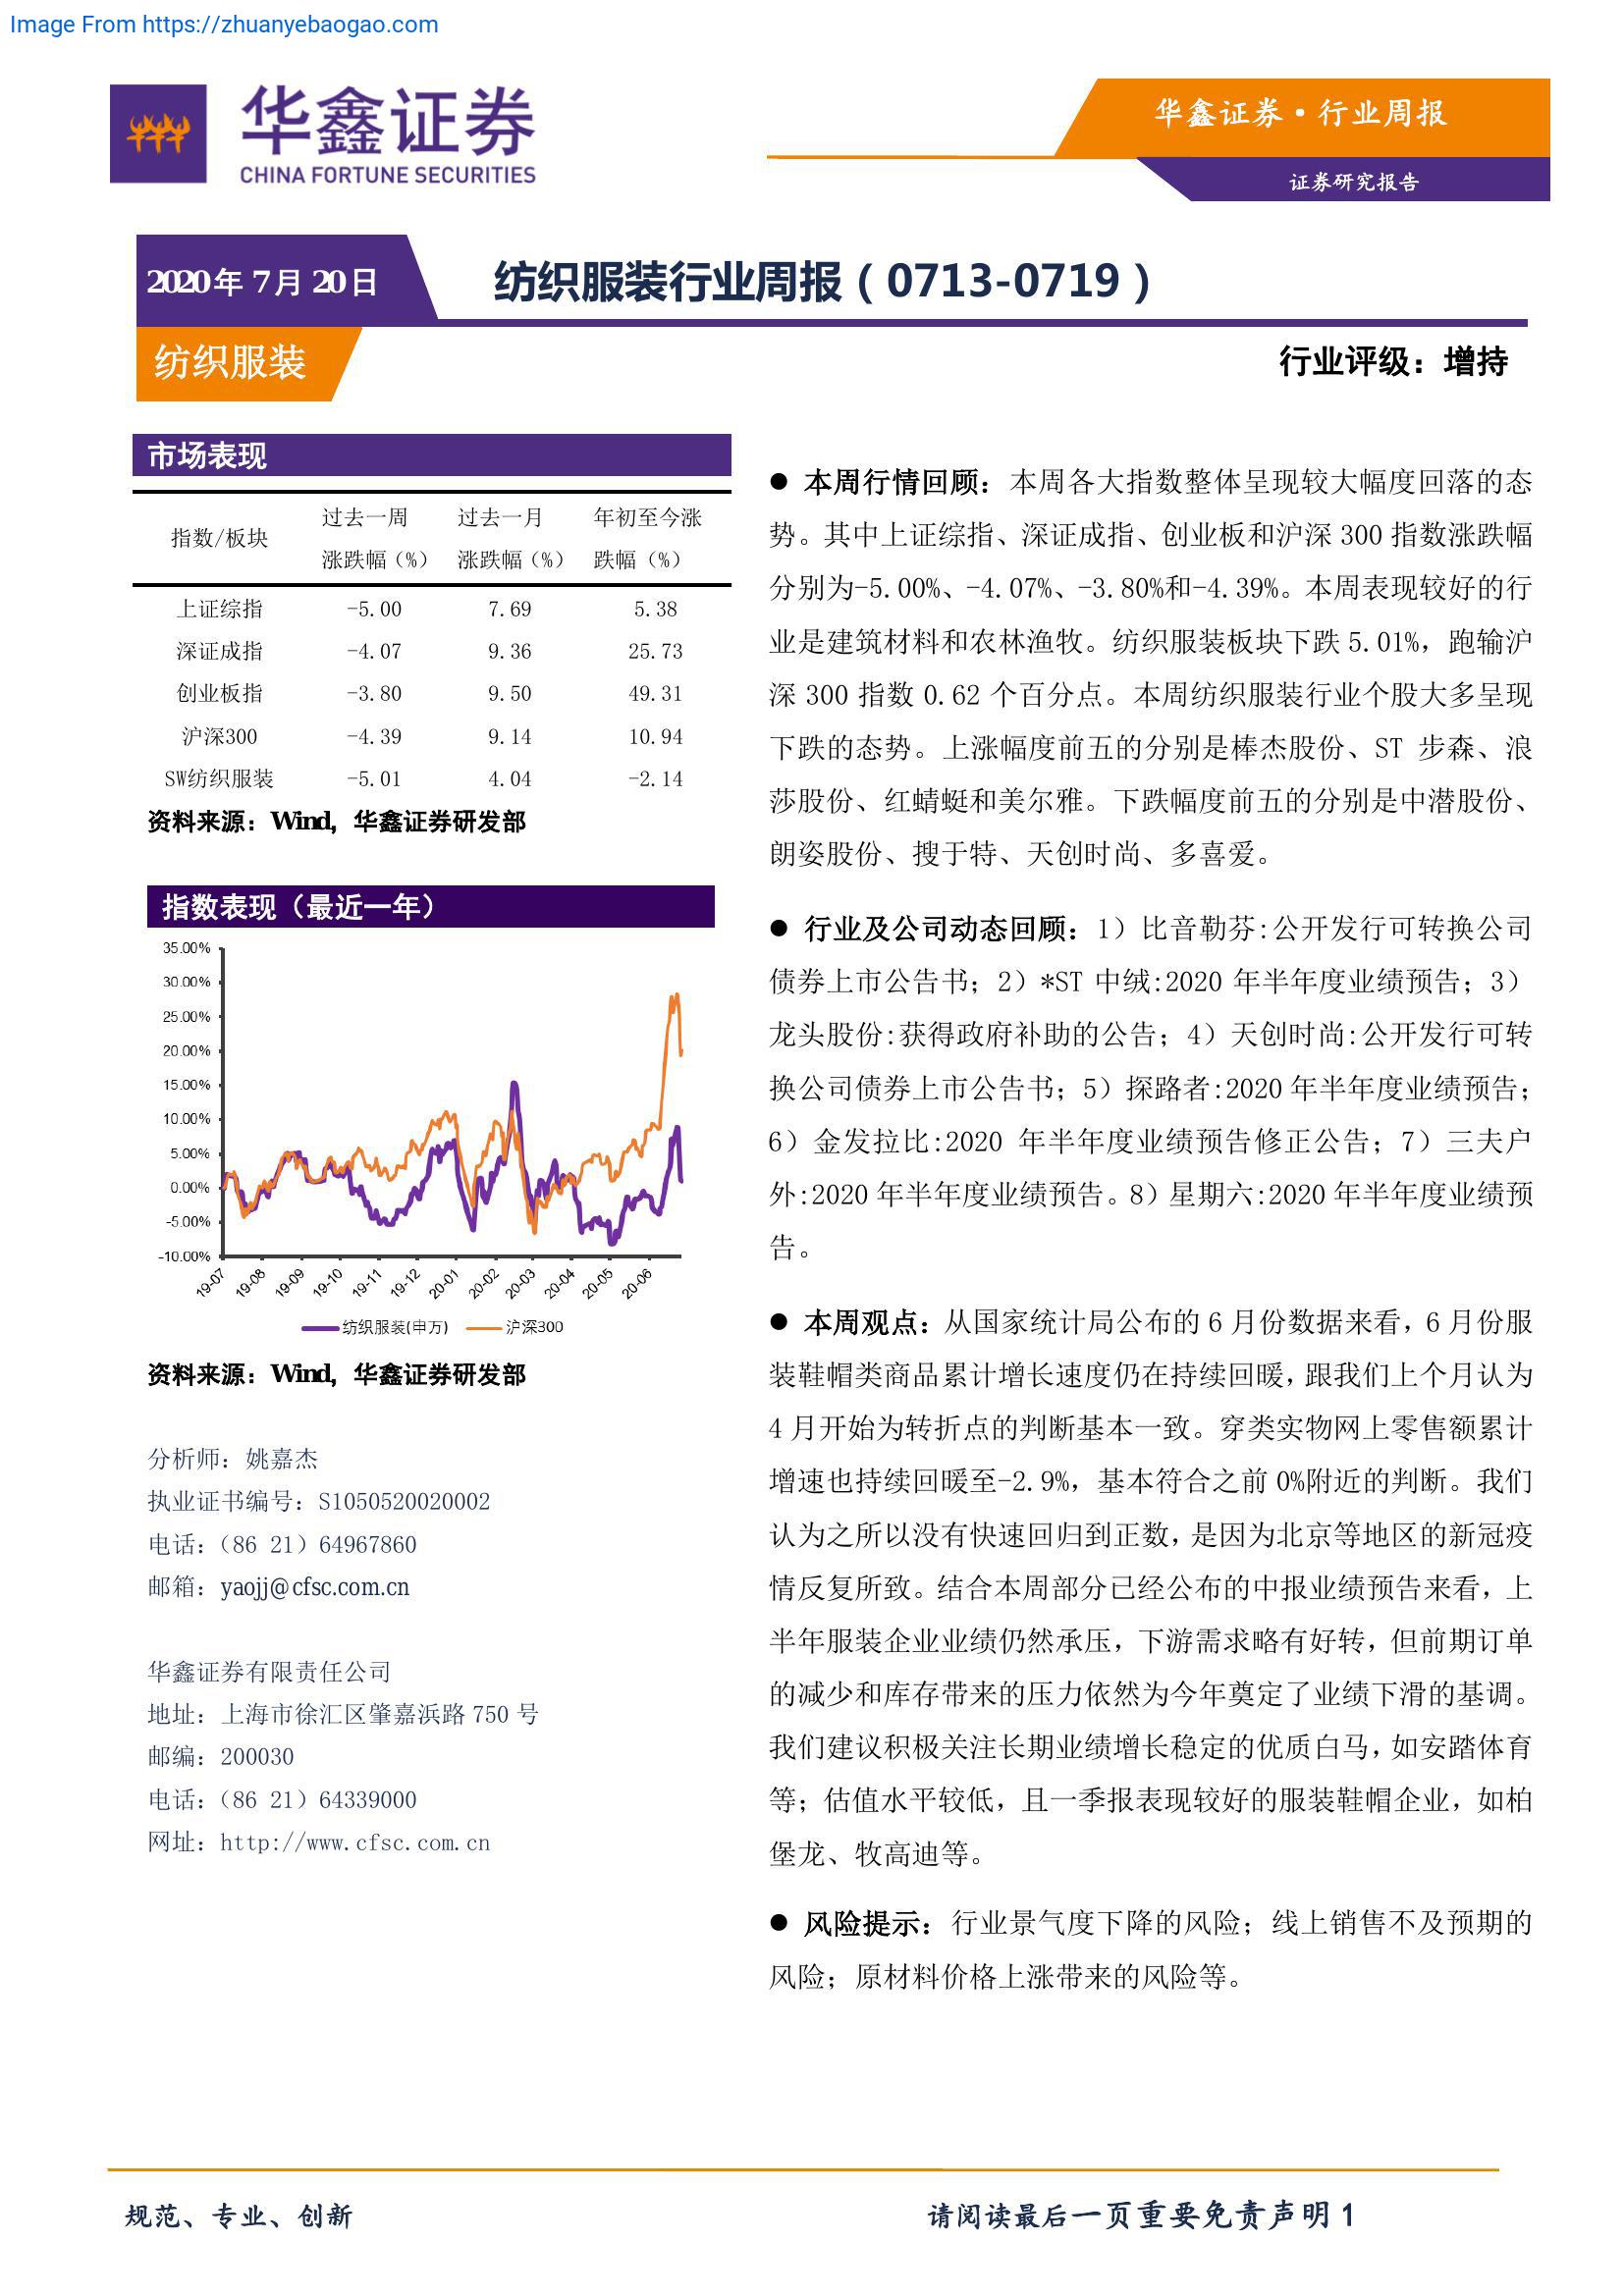 Image From https://zhuanyebaogao.com
华鑫证券
CHINA FORTUNE SECURITIES
华鑫证券·行业周报
证券研究报告
2020年 7月 20日
纺织服装行业周报（0713-0719）
纺织服装
行业评级：增持
市场表现
指数/板块 过去一周 过去一月 年初至今涨
涨跌幅（%） 涨跌幅（%） 跌幅（%）
上证综指 -5.00 7.69 5.38
深证成指 -4.07 9.36 25.73
创业板指 -3.80 9.50 49.31
沪深300 -4.39 9.14 10.94
SW纺织服装 -5.01 4.04 -2.14
资料来源：Wind，华鑫证券研发部
指数表现（最近一年）
35.00%
30.00%
25.00%
20.00%
15.00%
10.00%
5.00%
0.00%
-5.00%
-10.00%
19-07 19-08 19-09 19-10 19-11 19-12 20-01 20-02 20-03 20-04 20-05 20-06
纺织服装(申万) 沪深300
资料来源：Wind，华鑫证券研发部
分析师：姚嘉杰
执业证书编号：S1050520020002
电话：（86 21）64967860
邮箱：yaojj@cfsc.com.cn
华鑫证券有限责任公司
地址：上海市徐汇区肇嘉浜路 750 号
邮编：200030
电话：（86 21）64339000
网址：http://www.cfsc.com.cn
● 本周行情回顾：本周各大指数整体呈现较大幅度回落的态
势。其中上证综指、深证成指、创业板和沪深 300 指数涨跌幅
分别为-5.00%、-4.07%、-3.80%和-4.39%。本周表现较好的行
业是建筑材料和农林渔牧。纺织服装板块下跌 5.01%，跑输沪
深 300 指数 0.62 个百分点。本周纺织服装行业个股大多呈现
下跌的态势。上涨幅度前五的分别是棒杰股份、ST 步森、浪
莎股份、红蜻蜓和美尔雅。下跌幅度前五的分别是中潜股份、
朗姿股份、搜于特、天创时尚、多喜爱。
● 行业及公司动态回顾：1）比音勒芬:公开发行可转换公司
债券上市公告书；2）*ST 中绒:2020 年半年度业绩预告；3）
龙头股份:获得政府补助的公告；4）天创时尚:公开发行可转
换公司债券上市公告书；5）探路者:2020 年半年度业绩预告；
6）金发拉比:2020 年半年度业绩预告修正公告；7）三夫户
外:2020 年半年度业绩预告。8）星期六:2020 年半年度业绩预
告。
● 本周观点：从国家统计局公布的 6 月份数据来看，6 月份服
装鞋帽类商品累计增长速度仍在持续回暖，跟我们上个月认为
4 月开始为转折点的判断基本一致。穿类实物网上零售额累计
增速也持续回暖至-2.9%，基本符合之前 0%附近的判断。我们
认为之所以没有快速回归到正数，是因为北京等地区的新冠疫
情反复所致。结合本周部分已经公布的中报业绩预告来看，上
半年服装企业业绩仍然承压，下游需求略有好转，但前期订单
的减少和库存带来的压力依然为今年奠定了业绩下滑的基调。
我们建议积极关注长期业绩增长稳定的优质白马，如安踏体育
等；估值水平较低，且一季报表现较好的服装鞋帽企业，如柏
堡龙、牧高迪等。
● 风险提示：行业景气度下降的风险；线上销售不及预期的
风险；原材料价格上涨带来的风险等。
规范、专业、创新
请阅读最后一页重要免责声明 1